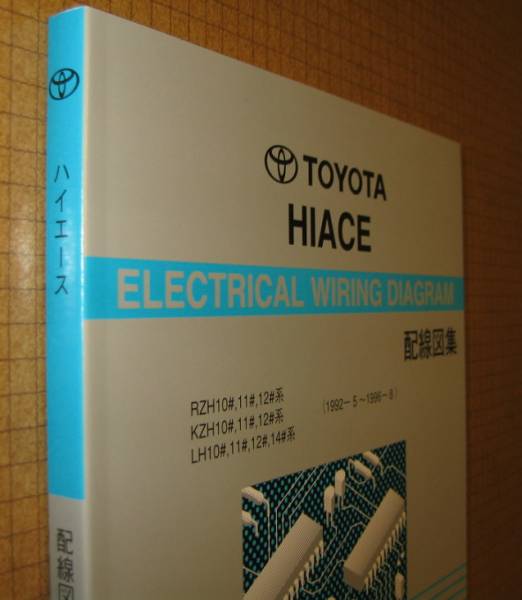 ハイエース
配線図
TOYOTA
HIACE
ELECTRICAL WIRING DIAGRAM
配線図集
RZH10#,11#,12#系
KZH10#,11#,12#系
LH10#,11#,12#,14#系
(1992－5～1996－8)